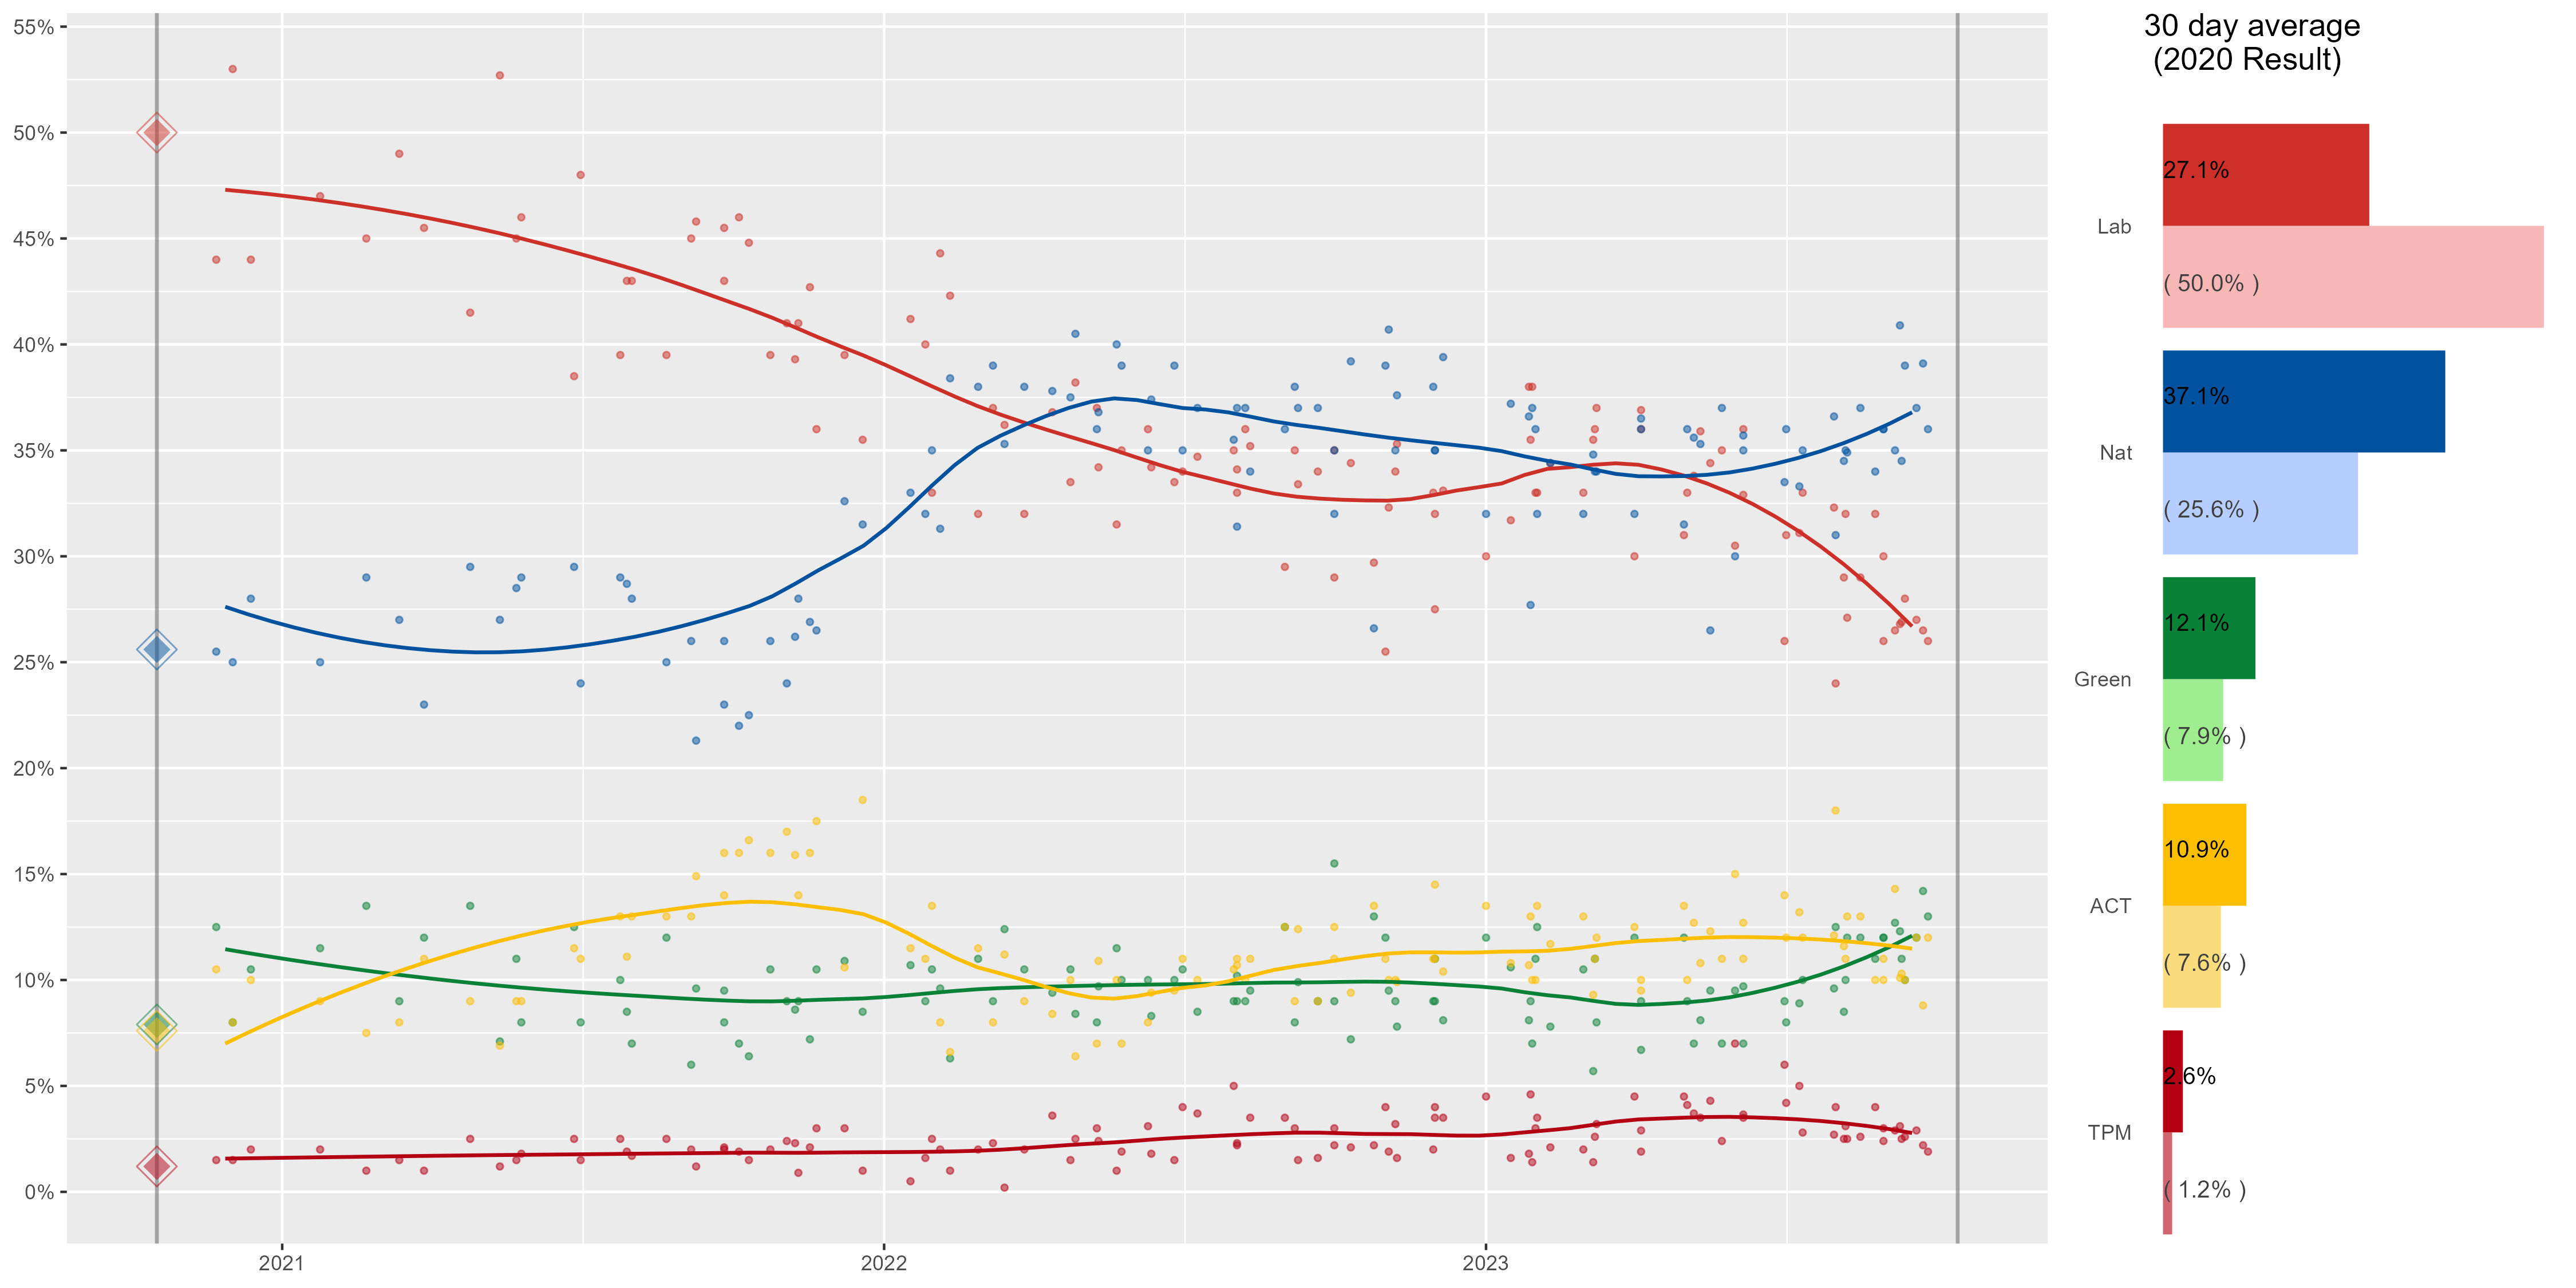 30 day average
(2020 Result)
55%
50%
45%
40%
35%
30%
25%
20%
15%
10%
5%
0%
2021
2022
2023
Lab
27.1%
( 50.0% )
Nat
37.1%
( 25.6% )
Green
12.1%
( 7.9% )
ACT
10.9%
( 7.6% )
TPM
2.6%
( 1.2% )